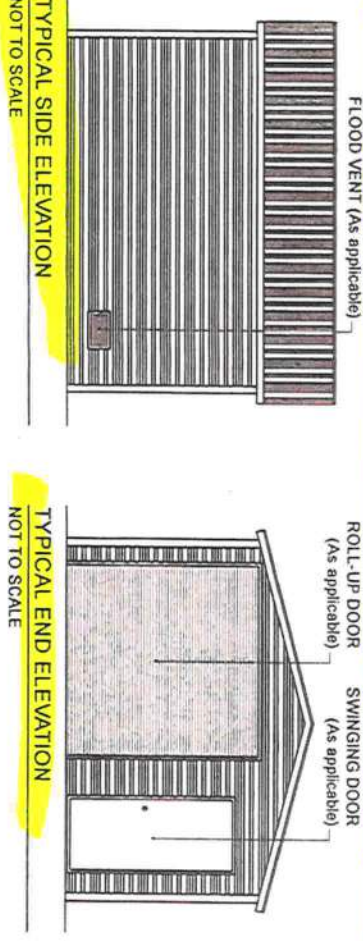 FLOOD VENT (As applicable)
TYPICAL SIDE ELEVATION
NOT TO SCALE
ROLL-UP DOOR
(As applicable)
SWINGING DOOR
(As applicable)
TYPICAL END ELEVATION
NOT TO SCALE